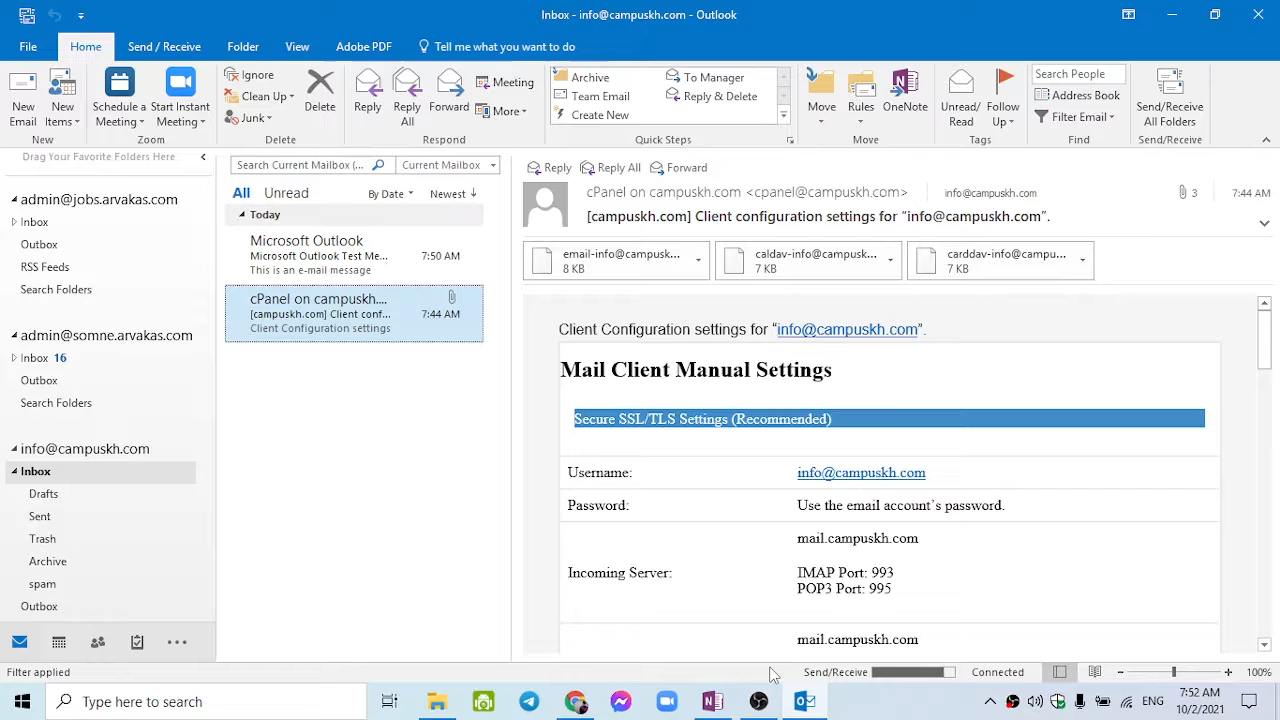 Inbox - info@campuskh.com - Outlook
File Home Send / Receive Folder View Adobe PDF Tell me what you want to do
New Email
New Items
New
Schedule a Meeting
Start Instant Meeting
Zoom
Ignore
Clean Up
Junk
Delete
Delete
Reply
Reply All
Forward
Meeting
More
Respond
Archive
Team Email
Create New
To Manager
Reply & Delete
Quick Steps
Move
Rules
OneNote
Move
Unread/ Read
Follow Up
Tags
Search People
Address Book
Filter Email
Find
Send/Receive All Folders
Send/Receive
Drag Your Favorite Folders Here
admin@jobs.arvakas.com
Inbox
Outbox
RSS Feeds
Search Folders
admin@somne.arvakas.com
Inbox 16
Outbox
Search Folders
info@campuskh.com
Inbox
Drafts
Sent
Trash
Archive
spam
Outbox
Search Current Mailbox (... Current Mailbox
All Unread By Date Newest ↓
Today
Microsoft Outlook
Microsoft Outlook Test Me... 7:50 AM
This is an e-mail message
cPanel on campuskh....
[campuskh.com] Client conf... 7:44 AM
Client Configuration settings
Reply Reply All Forward
cPanel on campuskh.com <cpanel@campuskh.com> info@campuskh.com 3 7:44 AM
[campuskh.com] Client configuration settings for “info@campuskh.com”.
email-info@campusk...
8 KB
caldav-info@campusk...
7 KB
carddav-info@campu...
7 KB
Client Configuration settings for “info@campuskh.com”.
Mail Client Manual Settings
Secure SSL/TLS Settings (Recommended)
Username: info@campuskh.com
Password: Use the email account’s password.
mail.campuskh.com
Incoming Server: IMAP Port: 993
POP3 Port: 995
mail.campuskh.com
Filter applied Send/Receive Connected 100%
Type here to search
ENG 7:52 AM
10/2/2021